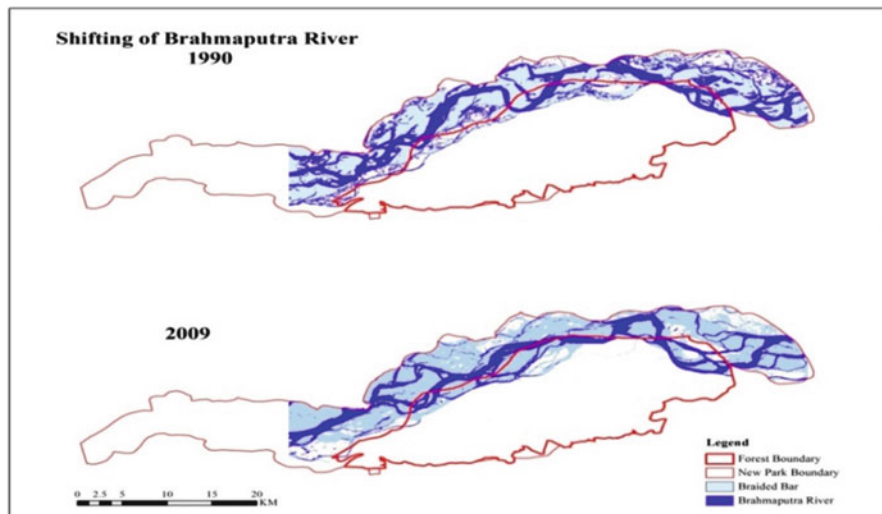 Shifting of Brahmaputra River
1990
2009
Legend
Forest Boundary
New Park Boundary
Braided Bar
Brahmaputra River
0 2.5 5 10 15 20
KM